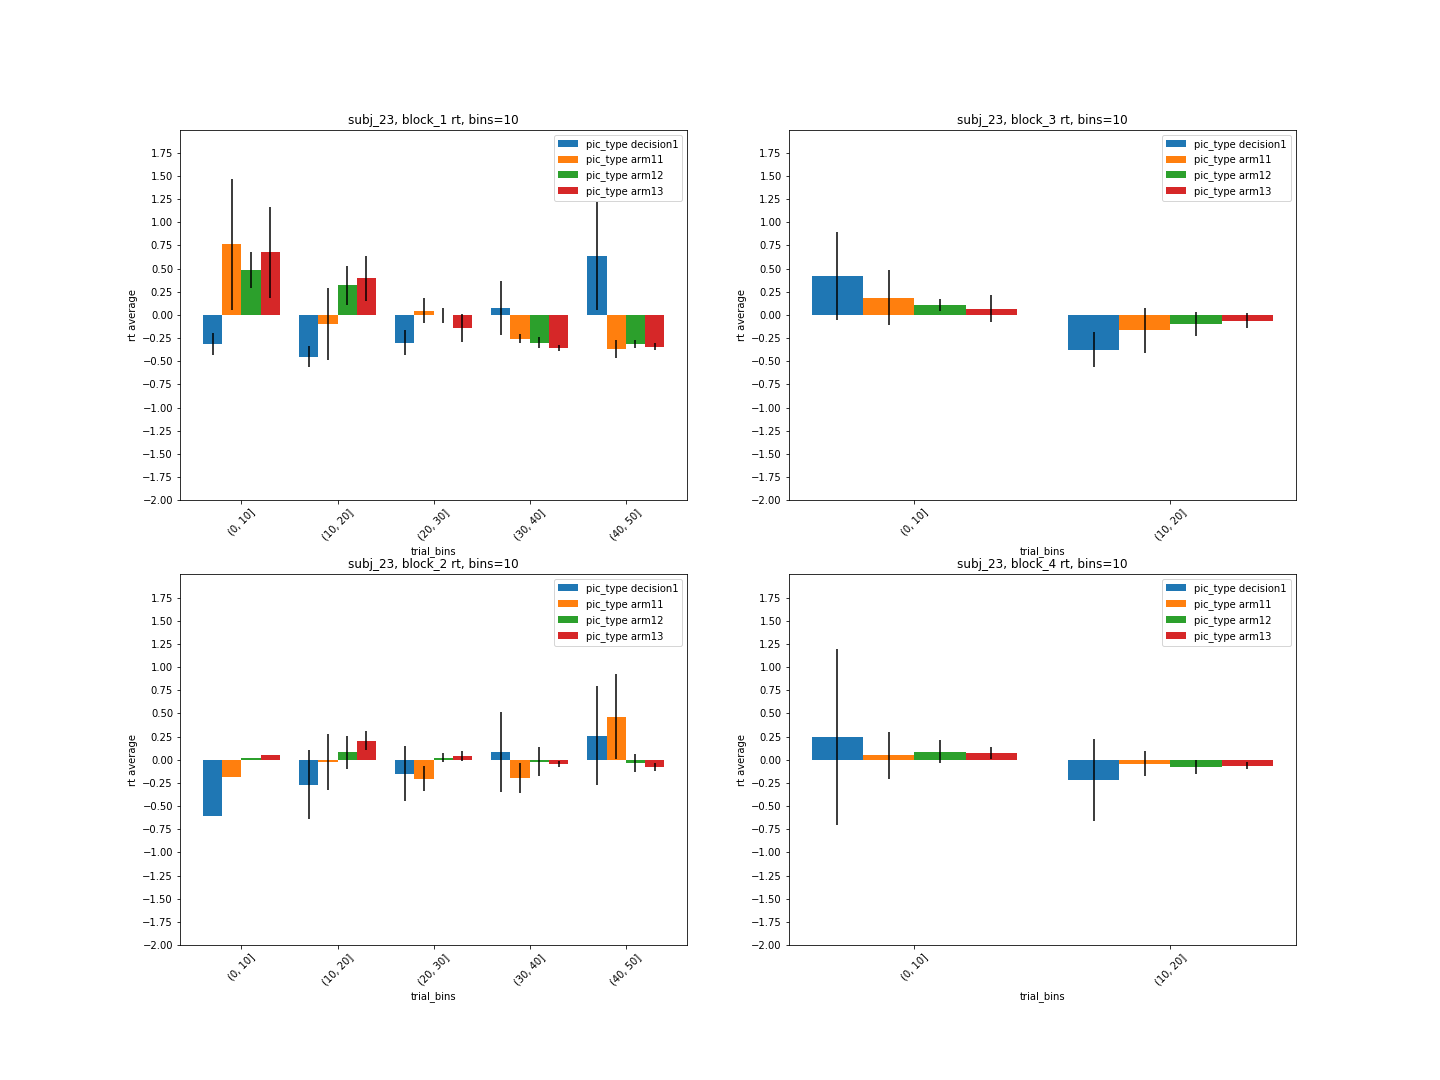 subj_23, block_1 rt, bins=10
pic_type decision1
pic_type arm11
pic_type arm12
pic_type arm13
1.75
1.50
1.25
1.00
0.75
0.50
0.25
0.00
−0.25
−0.50
−0.75
−1.00
−1.25
−1.50
−1.75
−2.00
rt average
(0, 10]
(10, 20]
(20, 30]
(30, 40]
(40, 50]
trial_bins
subj_23, block_3 rt, bins=10
pic_type decision1
pic_type arm11
pic_type arm12
pic_type arm13
1.75
1.50
1.25
1.00
0.75
0.50
0.25
0.00
−0.25
−0.50
−0.75
−1.00
−1.25
−1.50
−1.75
−2.00
rt average
(0, 10]
(10, 20]
trial_bins
subj_23, block_2 rt, bins=10
pic_type decision1
pic_type arm11
pic_type arm12
pic_type arm13
1.75
1.50
1.25
1.00
0.75
0.50
0.25
0.00
−0.25
−0.50
−0.75
−1.00
−1.25
−1.50
−1.75
−2.00
rt average
(0, 10]
(10, 20]
(20, 30]
(30, 40]
(40, 50]
trial_bins
subj_23, block_4 rt, bins=10
pic_type decision1
pic_type arm11
pic_type arm12
pic_type arm13
1.75
1.50
1.25
1.00
0.75
0.50
0.25
0.00
−0.25
−0.50
−0.75
−1.00
−1.25
−1.50
−1.75
−2.00
rt average
(0, 10]
(10, 20]
trial_bins